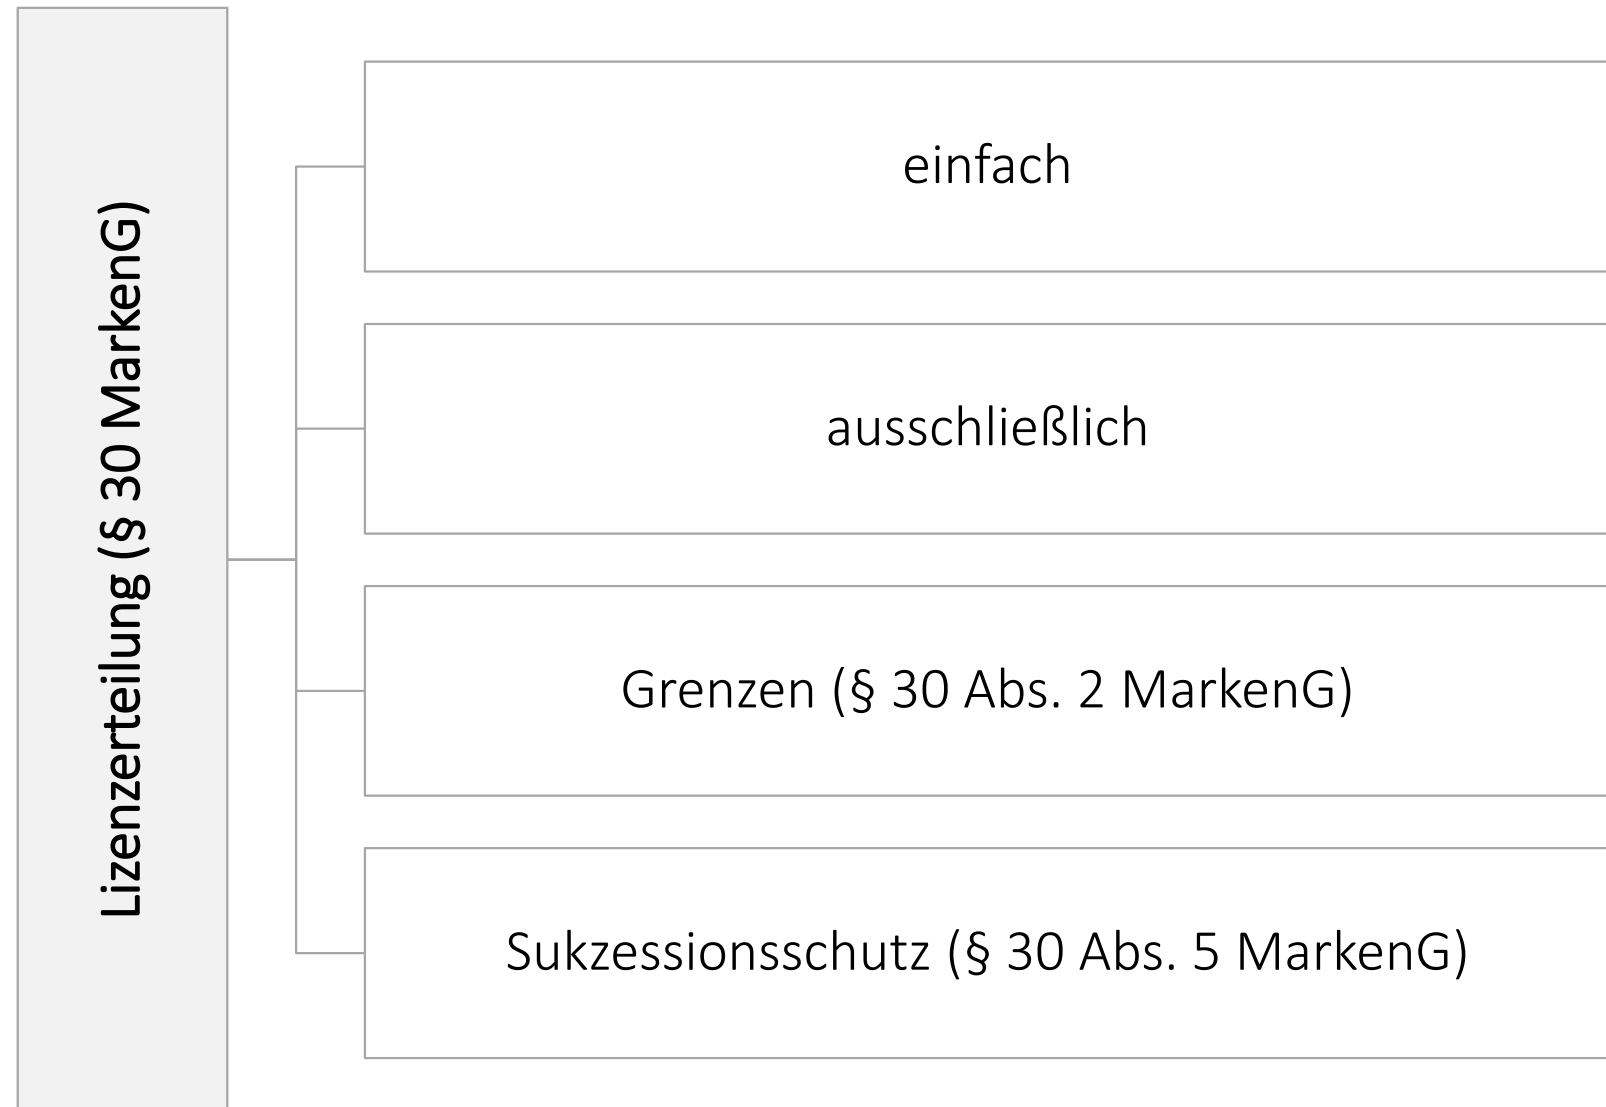 Lizenzerteilung (§ 30 MarkenG)
einfach
ausschließlich
Grenzen (§ 30 Abs. 2 MarkenG)
Sukzessionsschutz (§ 30 Abs. 5 MarkenG)